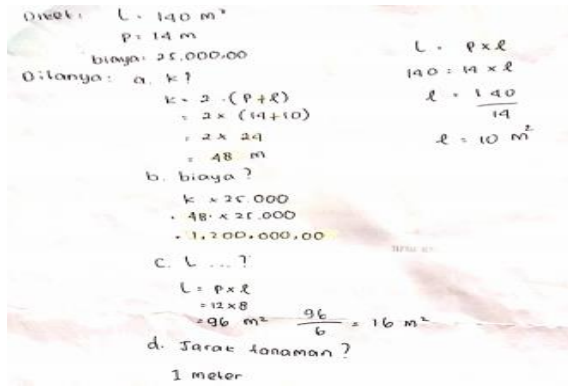 Diket: L = 140 m²
P = 14 m
biaya: 25.000,00
Ditanya: a. k?
k = 2 . (P + l)
= 2 x (14 + 10)
= 2 x 24
= 48 m
b. biaya?
k x 25.000
= 48 x 25.000
= 1.200.000,00
c. L ... ?
L = p x l
= 12 x 8
= 96 m² 96/6 = 16 m²
d. Jarak tanaman?
1 meter
L = p x l
140 = 14 x l
l = 140/14
l = 10 m²